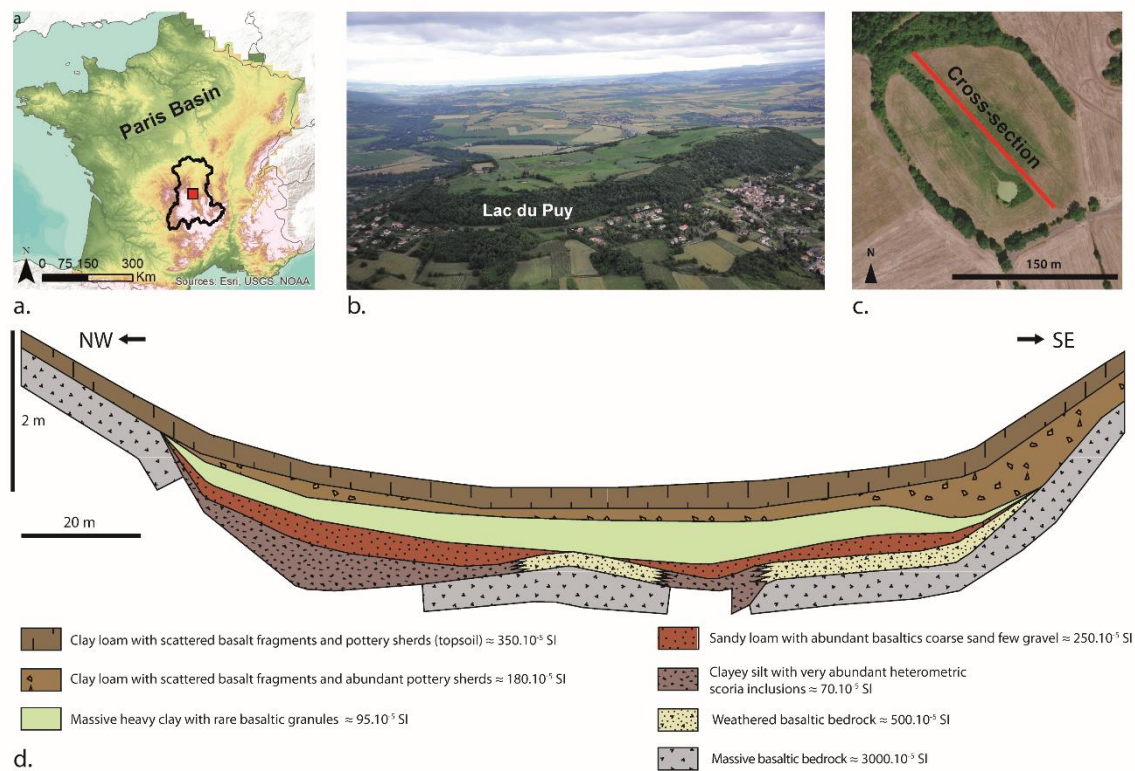 a
Paris Basin
N
0 75 150 300
Km
Sources: Esri, USGS, NOAA
a.
Lac du Puy
b.
Cross-section
N
150 m
c.
NW
SE
2 m
20 m
Clay loam with scattered basalt fragments and pottery sherds (topsoil) ≈ 350.10⁻⁵ SI
Clay loam with scattered basalt fragments and abundant pottery sherds ≈ 180.10⁻⁵ SI
Massive heavy clay with rare basaltic granules ≈ 95.10⁻⁵ SI
Sandy loam with abundant basaltics coarse sand few gravel ≈ 250.10⁻⁵ SI
Clayey silt with very abundant heterometric
scoria inclusions ≈ 70.10⁻⁵ SI
Weathered basaltic bedrock ≈ 500.10⁻⁵ SI
Massive basaltic bedrock ≈ 3000.10⁻⁵ SI
d.